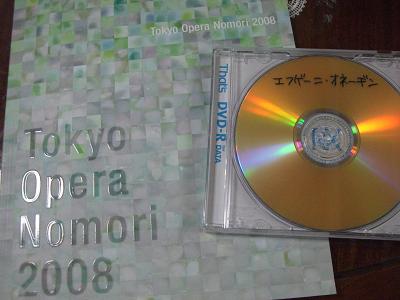 Tokyo Opera Nomori 2008
Tokyo
Opera
Nomori
2008
That's DVD-R DATA
エフゲーニ・オネーギン